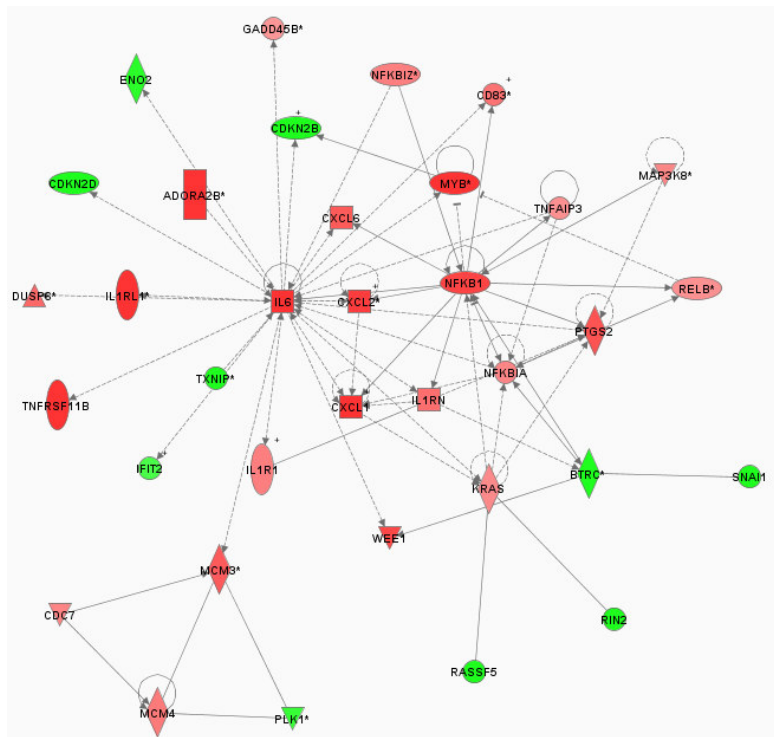 GADD45B*
ENO2
NFKBIZ*
CD83*
CDKN2B
CDKN2D
ADORA2B*
MYB*
MAP3K8*
CXCL6
TNFAIP3
DUSP6*
IL1RL1*
IL6
CXCL2*
NFKB1
RELB*
PTGS2
TXNIP*
NFKBIA
TNFRSF11B
CXCL1*
IL1RN
IFIT2
IL1R1
KRAS
BTRC*
SNAI1
WEE1
MCM3*
CDC7
RIN2
RASSF5
MCM4
PLK1*